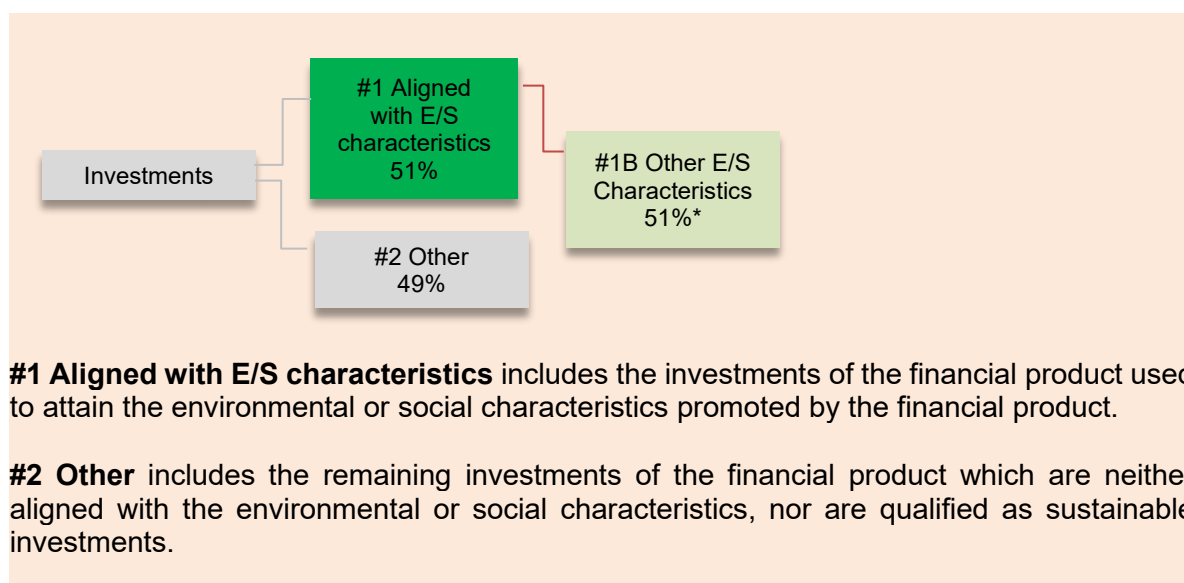 #1 Aligned
with E/S
characteristics
51%
Investments
#1B Other E/S
Characteristics
51%*
#2 Other
49%
#1 Aligned with E/S characteristics includes the investments of the financial product used
to attain the environmental or social characteristics promoted by the financial product.
#2 Other includes the remaining investments of the financial product which are neithe
aligned with the environmental or social characteristics, nor are qualified as sustainable
investments.